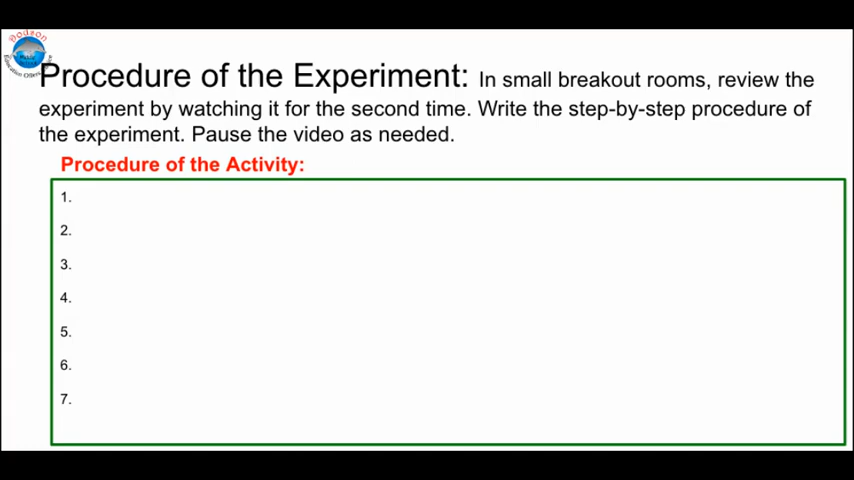 Dodson
Procedure of the Experiment: In small breakout rooms, review the
experiment by watching it for the second time. Write the step-by-step procedure of
the experiment. Pause the video as needed.
Procedure of the Activity:
1.
2.
3.
4.
5.
6.
7.